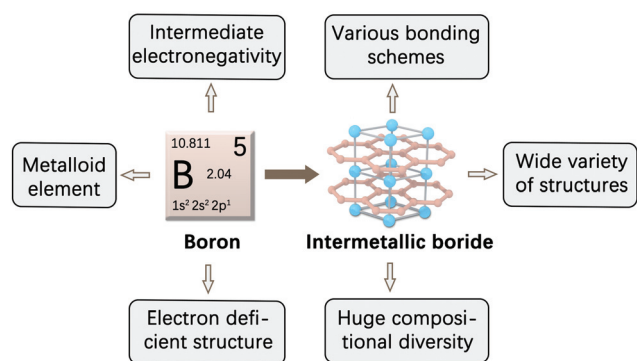 Intermediate
electronegativity
Various bonding
schemes
Metalloid
element
10.811 5
B 2.04
1s² 2s² 2p¹
Wide variety
of structures
Boron
Intermetallic boride
Electron defi-
cient structure
Huge composi-
tional diversity